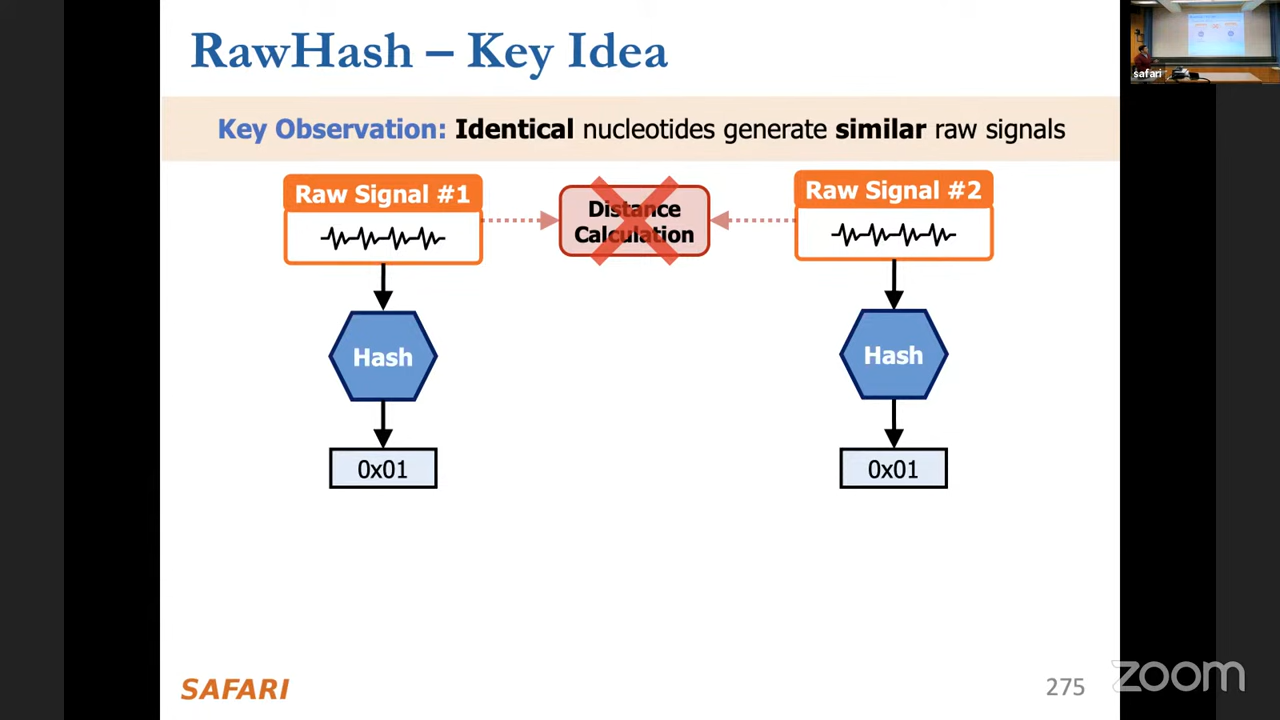 RawHash – Key Idea
safari
Key Observation: Identical nucleotides generate similar raw signals
Raw Signal #1
Distance
Calculation
Raw Signal #2
Hash
Hash
0x01
0x01
SAFARI
275
zoom